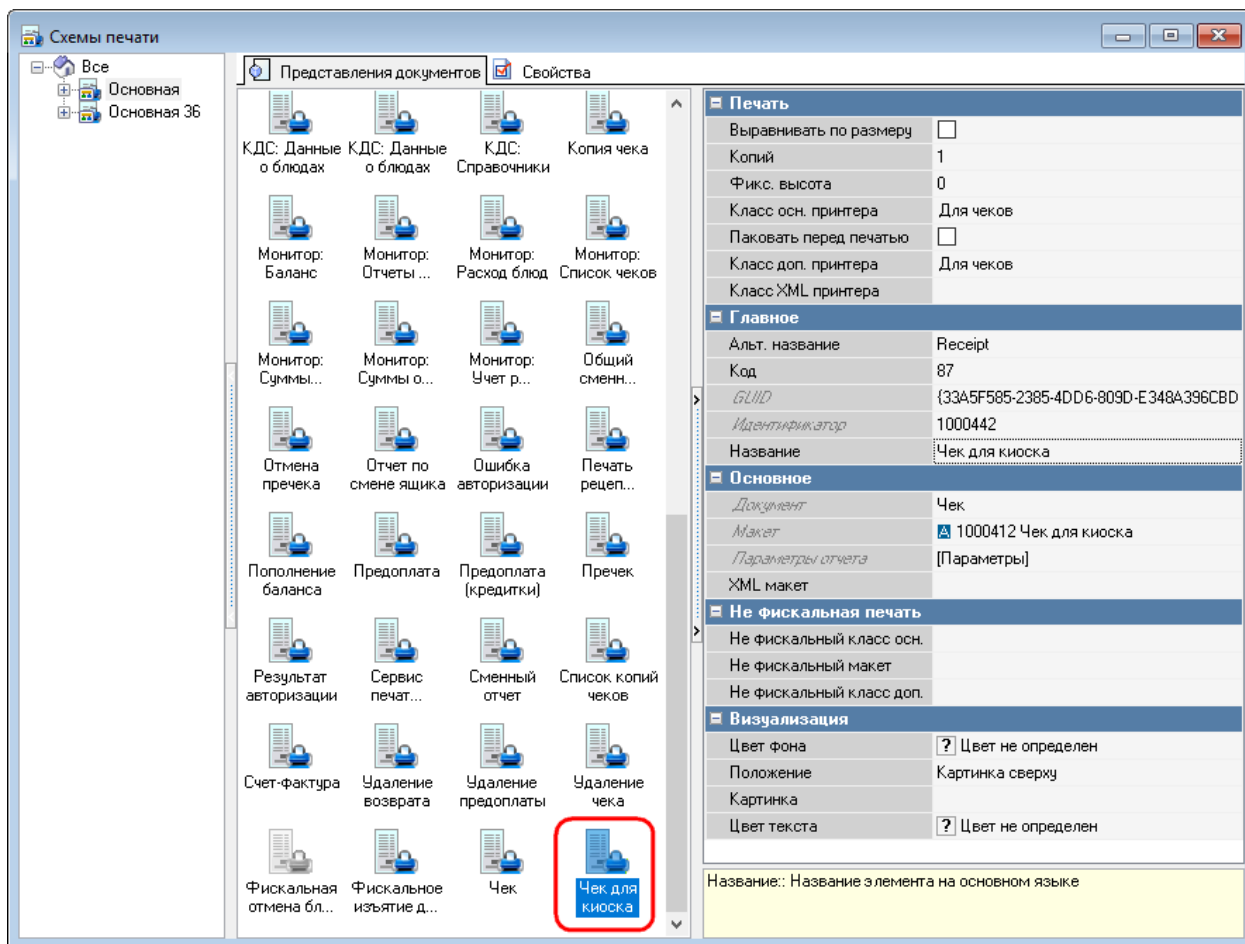 Схемы печати
Все
Основная
Основная 36
Представления документов
Свойства
КДС: Данные КДС: Данные КДС: Копия чека
о блюдах о блюдах Справочники
Монитор: Монитор: Монитор: Монитор:
Баланс Отчеты ... Расход блюд Список чеков
Монитор: Монитор: Монитор: Общий
Суммы... Суммы о... Учет р... сменн...
Отмена Отчет по Ошибка Печать
пречека смене ящика авторизации рецеп...
Пополнение Предоплата Предоплата Пречек
баланса (кредитки)
Результат Сервис Сменный Список копий
авторизации печат... отчет чеков
Счет-фактура Удаление Удаление Удаление
возврата предоплаты чека
Фискальная Фискальное Чек Чек для
отмена бл... изъятие д... киоска
Печать
Выравнивать по размеру
Копий 1
Фикс. высота 0
Класс осн. принтера Для чеков
Паковать перед печатью
Класс доп. принтера Для чеков
Класс XML принтера
Главное
Альт. название Receipt
Код 87
GUID {33A5F585-2385-4DD6-809D-E348A396CBD
Идентификатор 1000442
Название Чек для киоска
Основное
Документ Чек
Макет A 1000412 Чек для киоска
Параметры отчета [Параметры]
XML макет
Не фискальная печать
Не фискальный класс осн.
Не фискальный макет
Не фискальный класс доп.
Визуализация
Цвет фона ? Цвет не определен
Положение Картинка сверху
Картинка
Цвет текста ? Цвет не определен
Название:: Название элемента на основном языке